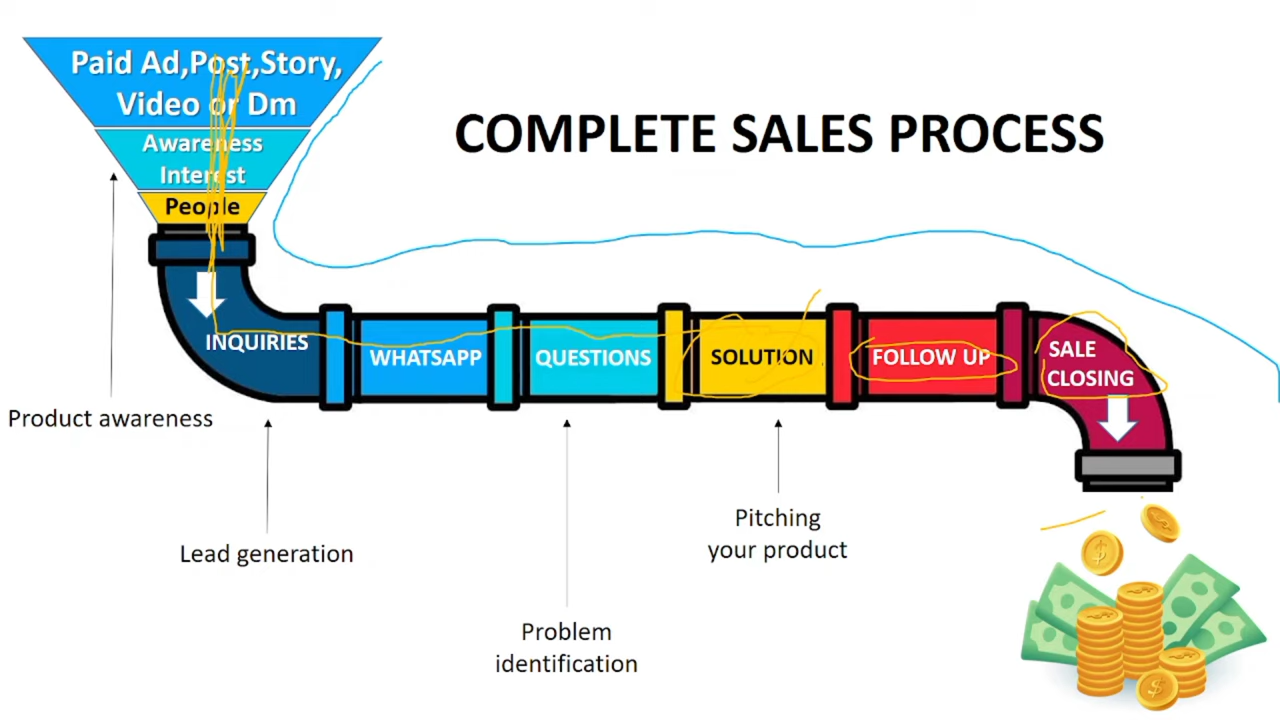 Paid Ad,Post,Story,
Video or Dm
Awareness
Interest
People
COMPLETE SALES PROCESS
INQUIRIES
WHATSAPP
QUESTIONS
SOLUTION
FOLLOW UP
SALE
CLOSING
Product awareness
Lead generation
Problem
identification
Pitching
your product